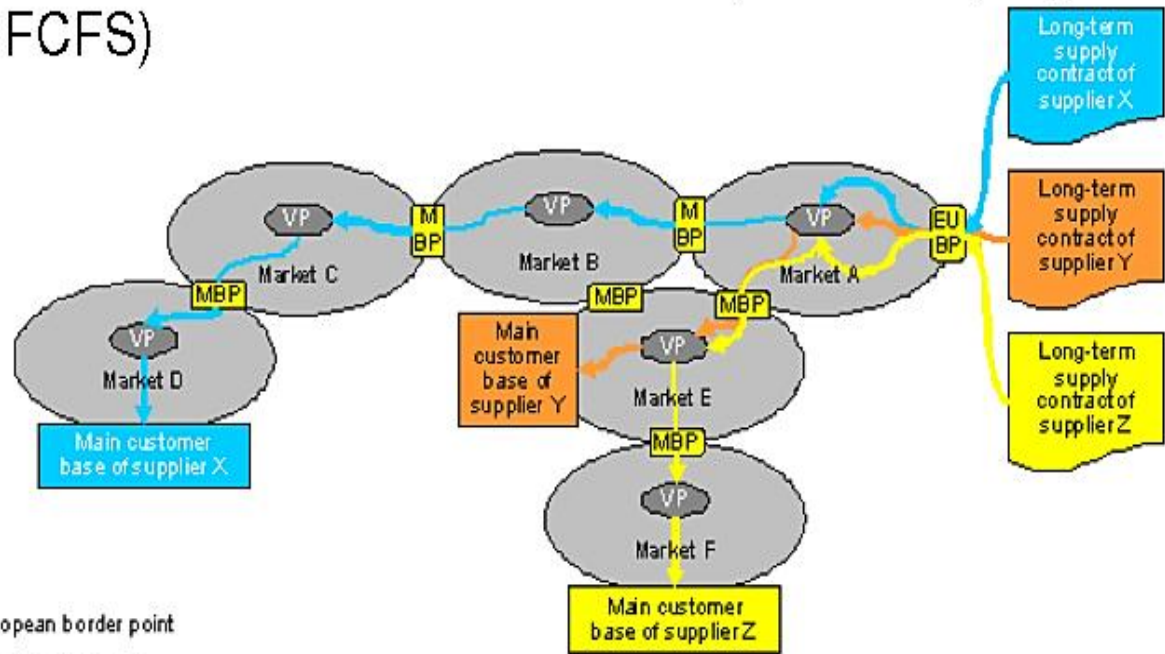 FCFS)
Long-term
supply
contract of
supplier X
Long-term
supply
contract of
supplier Y
Long-term
supply
contract of
supplier Z
VP
Market C
M
BP
VP
Market B
M
BP
VP
Market A
EU
BP
MBP
VP
Market D
Main customer
base of supplier X
MBP
MBP
Main
customer
base of
supplier Y
VP
Market E
MBP
VP
Market F
Main customer
base of supplier Z
opean border point